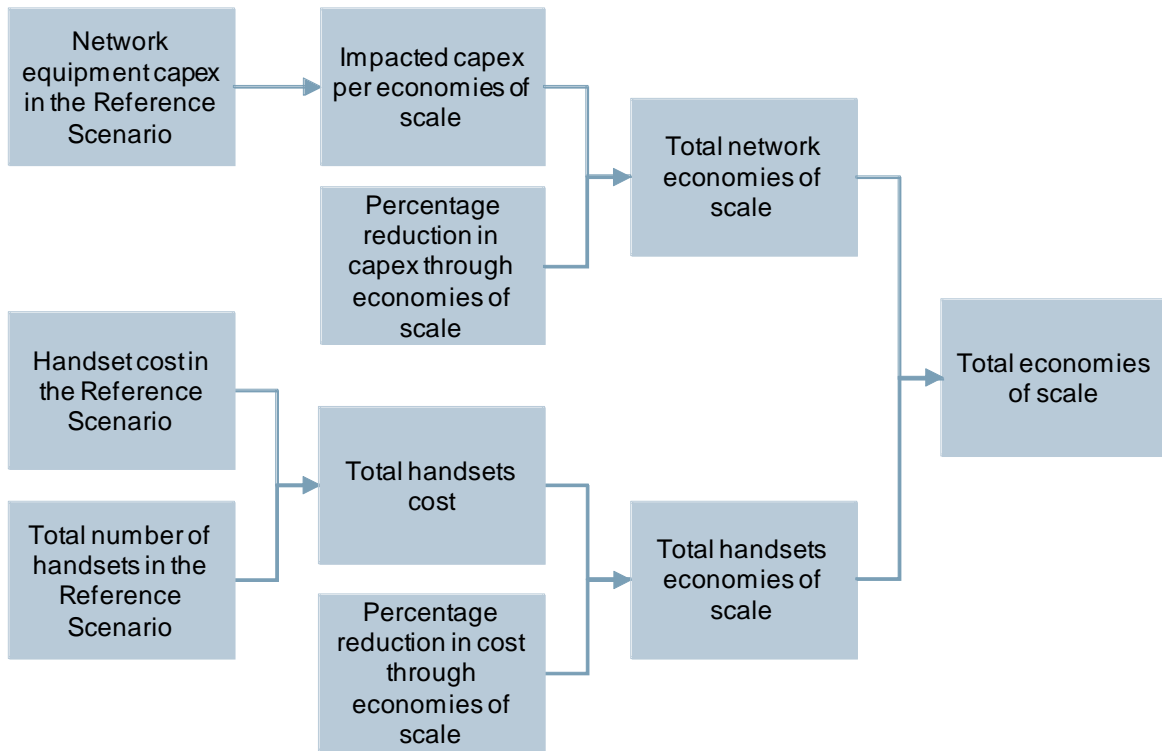 Network
equipment capex
in the Reference
Scenario
Impacted capex
per economies of
scale
Percentage
reduction in
capex through
economies of
scale
Total network
economies of
scale
Handset cost in
the Reference
Scenario
Total number of
handsets in the
Reference
Scenario
Total handsets
cost
Percentage
reduction in cost
through
economies of
scale
Total handsets
economies of
scale
Total economies
of scale